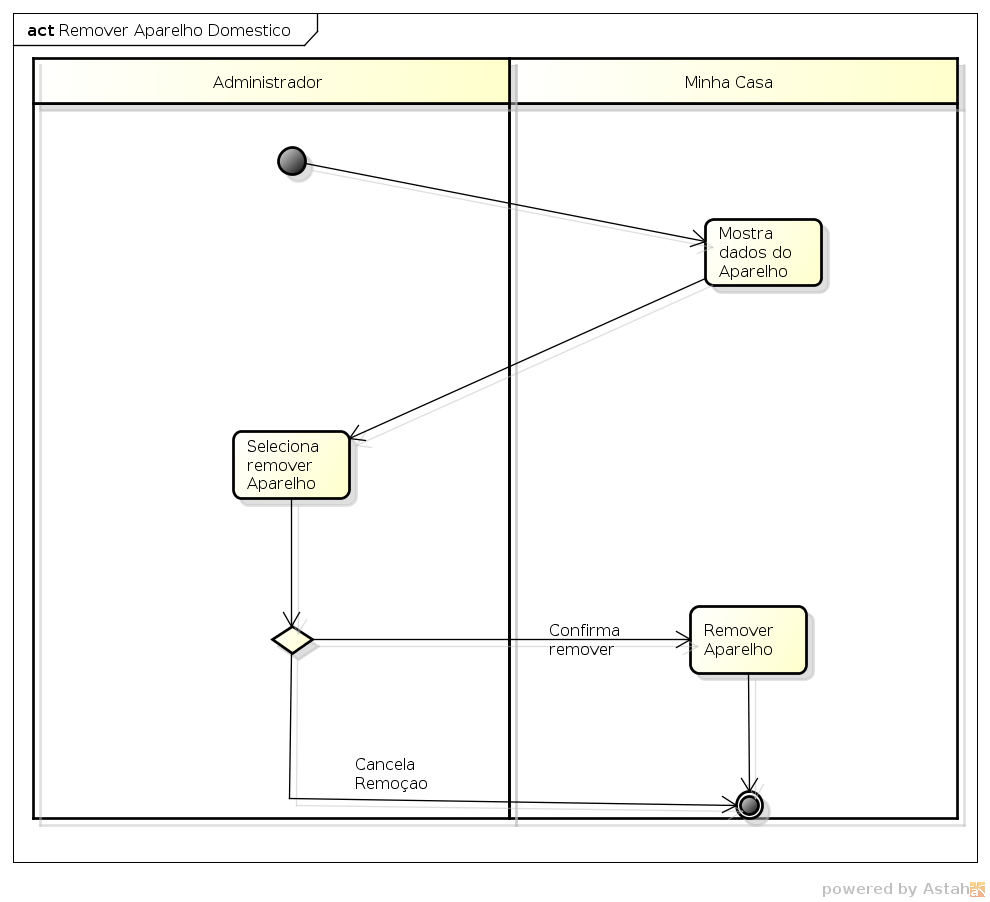 act Remover Aparelho Domestico
Administrador
Minha Casa
Mostra
dados do
Aparelho
Seleciona
remover
Aparelho
Confirma
remover
Remover
Aparelho
Cancela
Remoçao
powered by Astah